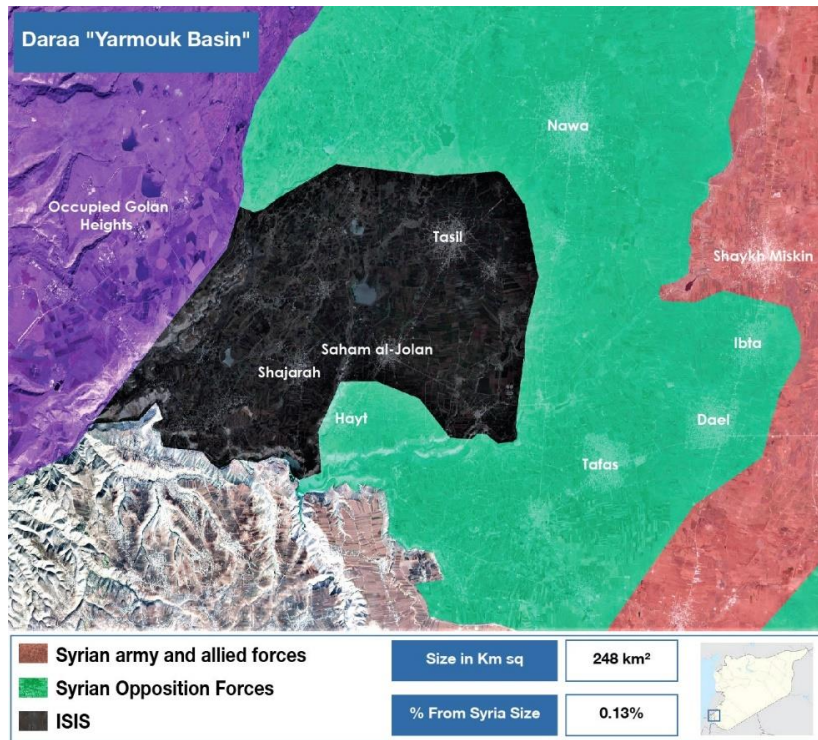 Daraa "Yarmouk Basin"
Nawa
Occupied Golan
Heights
Tasil
Shaykh Miskin
Saham al-Jolan
Ibta
Shajarah
Hayt
Dael
Tafas
Syrian army and allied forces
Syrian Opposition Forces
ISIS
Size in Km sq
248 km²
% From Syria Size
0.13%